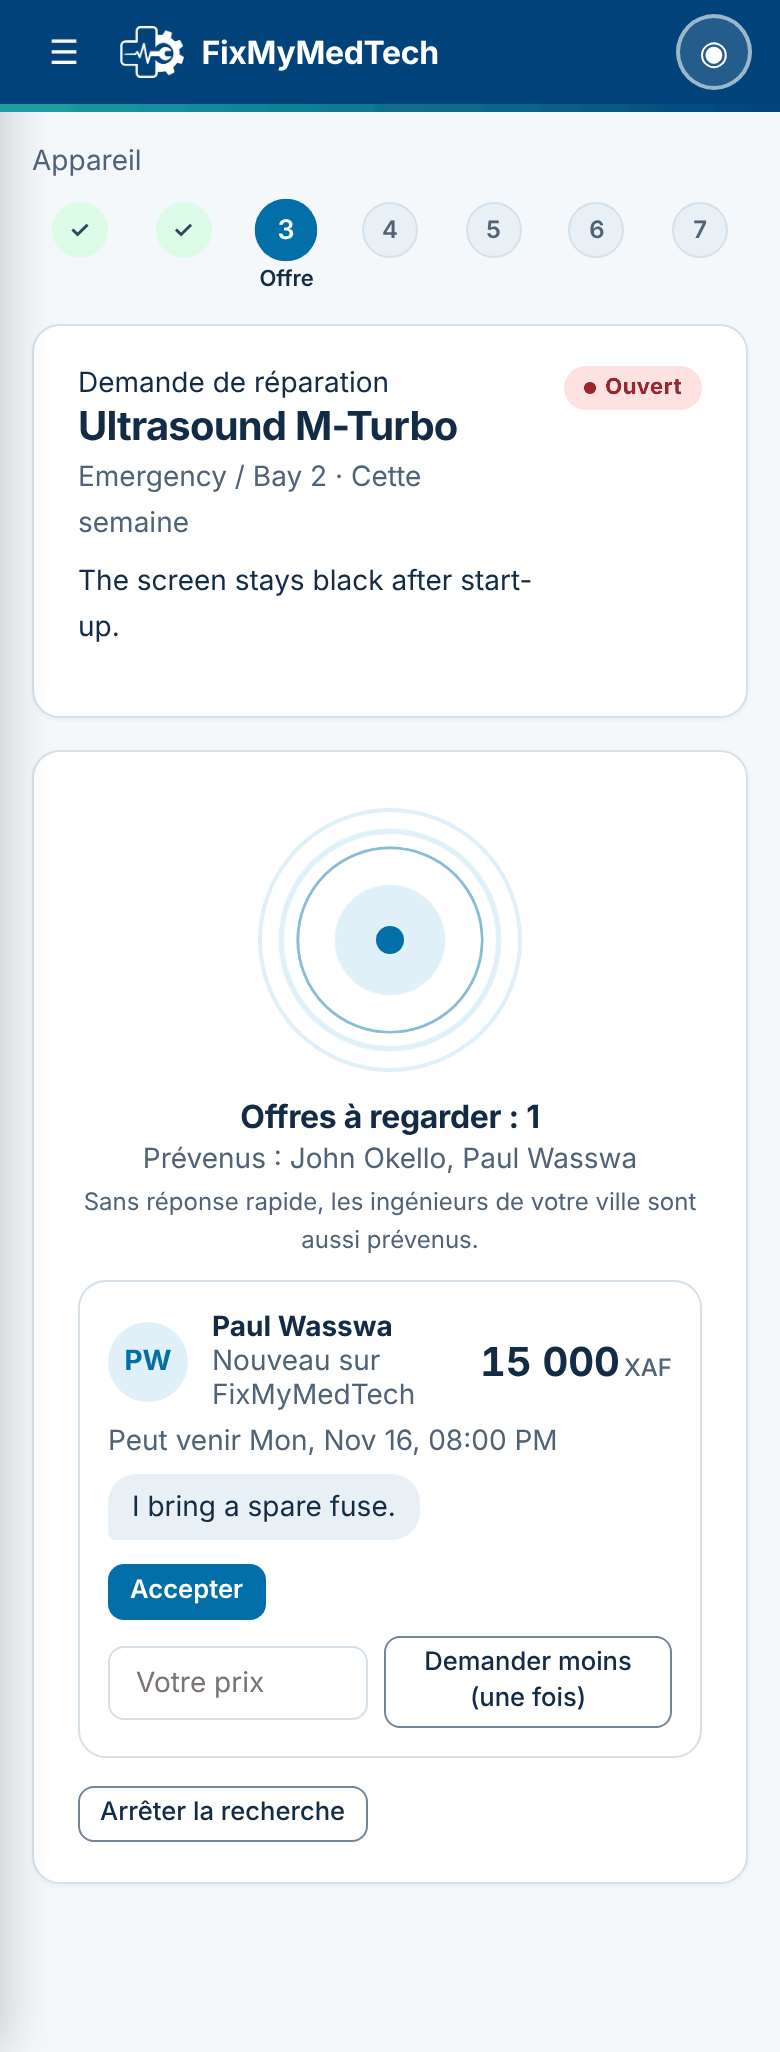 ☰ FixMyMedTech ◉
Appareil
✓ ✓ 3 4 5 6 7
Offre
Demande de réparation
Ouvert
Ultrasound M-Turbo
Emergency / Bay 2 · Cette
semaine
The screen stays black after start-
up.
Offres à regarder : 1
Prévenus : John Okello, Paul Wasswa
Sans réponse rapide, les ingénieurs de votre ville sont
aussi prévenus.
PW
Paul Wasswa
Nouveau sur
FixMyMedTech
15 000 XAF
Peut venir Mon, Nov 16, 08:00 PM
I bring a spare fuse.
Accepter
Votre prix
Demander moins
(une fois)
Arrêter la recherche